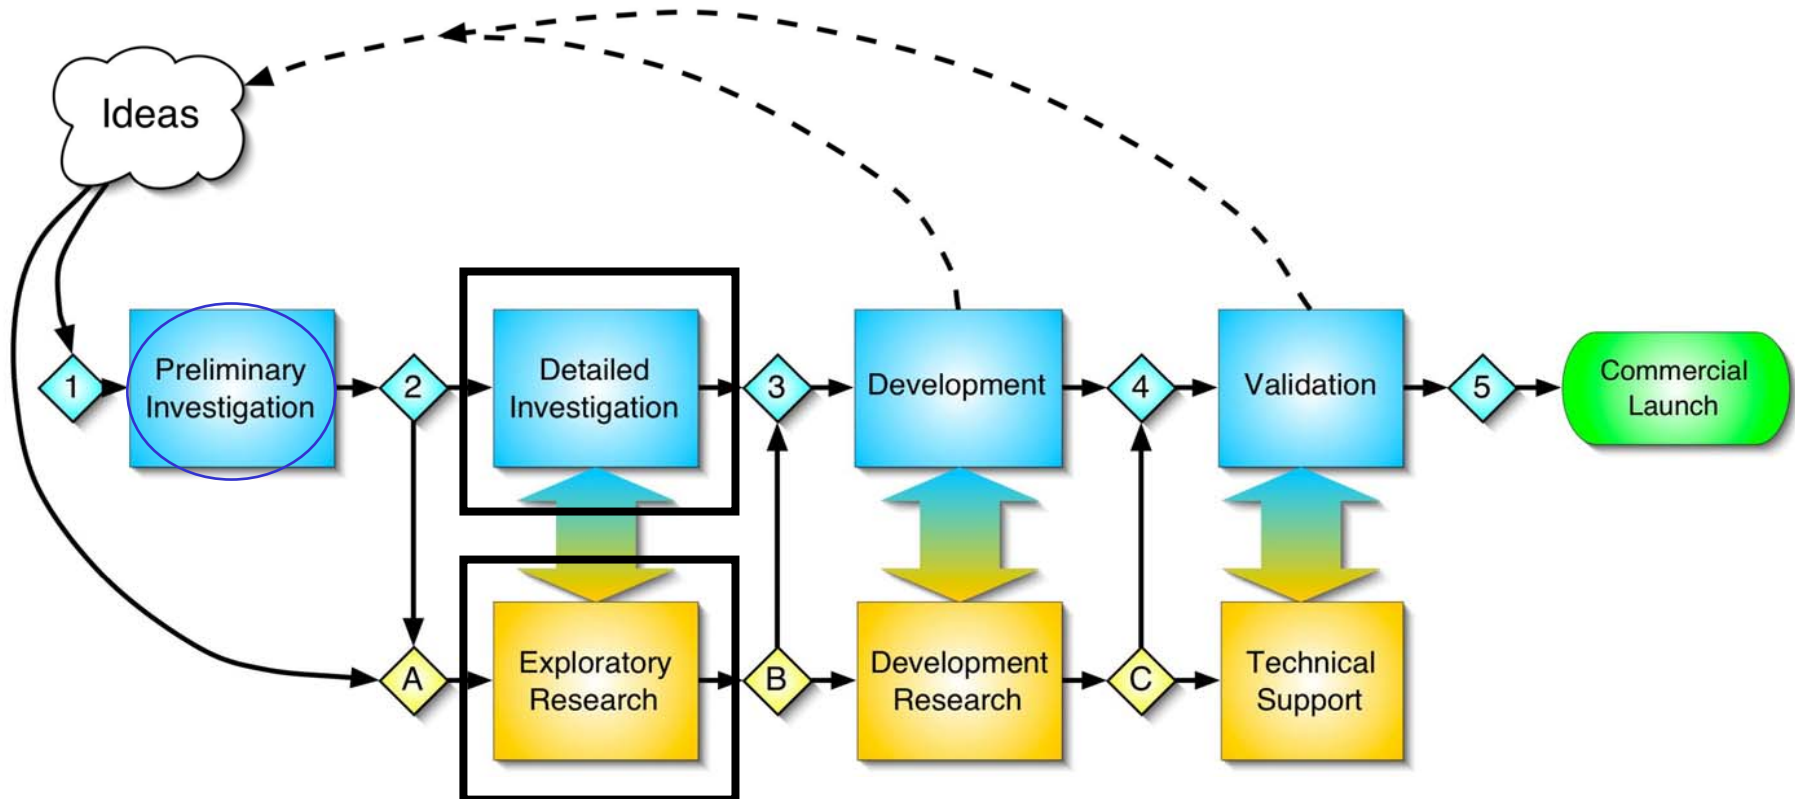 Ideas
1
Preliminary
Investigation
2
Detailed
Investigation
3
Development
4
Validation
5
Commercial
Launch
A
Exploratory
Research
B
Development
Research
C
Technical
Support